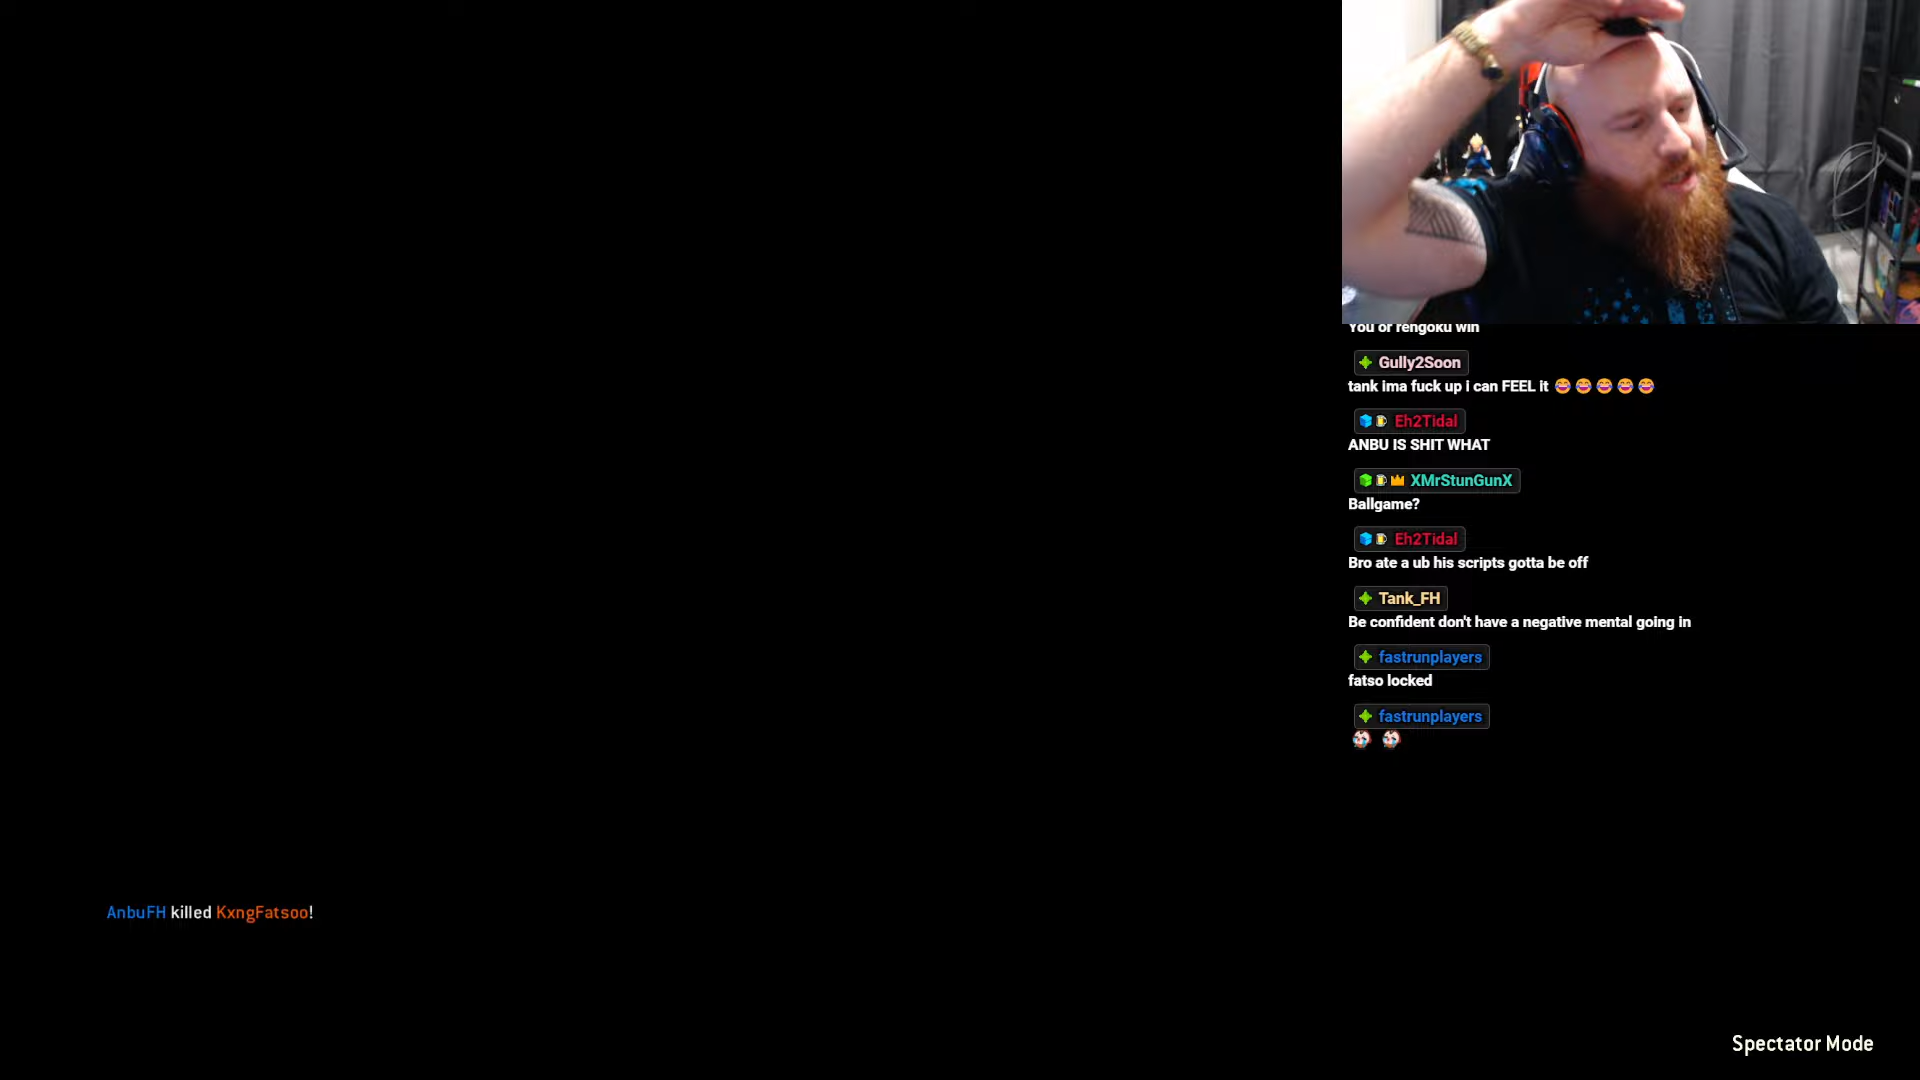 You or rengoku win
Gully2Soon
tank ima fuck up i can FEEL it 😂😂😂😂😂
Eh2Tidal
ANBU IS SHIT WHAT
XMrStunGunX
Ballgame?
Eh2Tidal
Bro ate a ub his scripts gotta be off
Tank_FH
Be confident don't have a negative mental going in
fastrunplayers
fatso locked
fastrunplayers
AnbuFH killed KxngFatsoo!
Spectator Mode